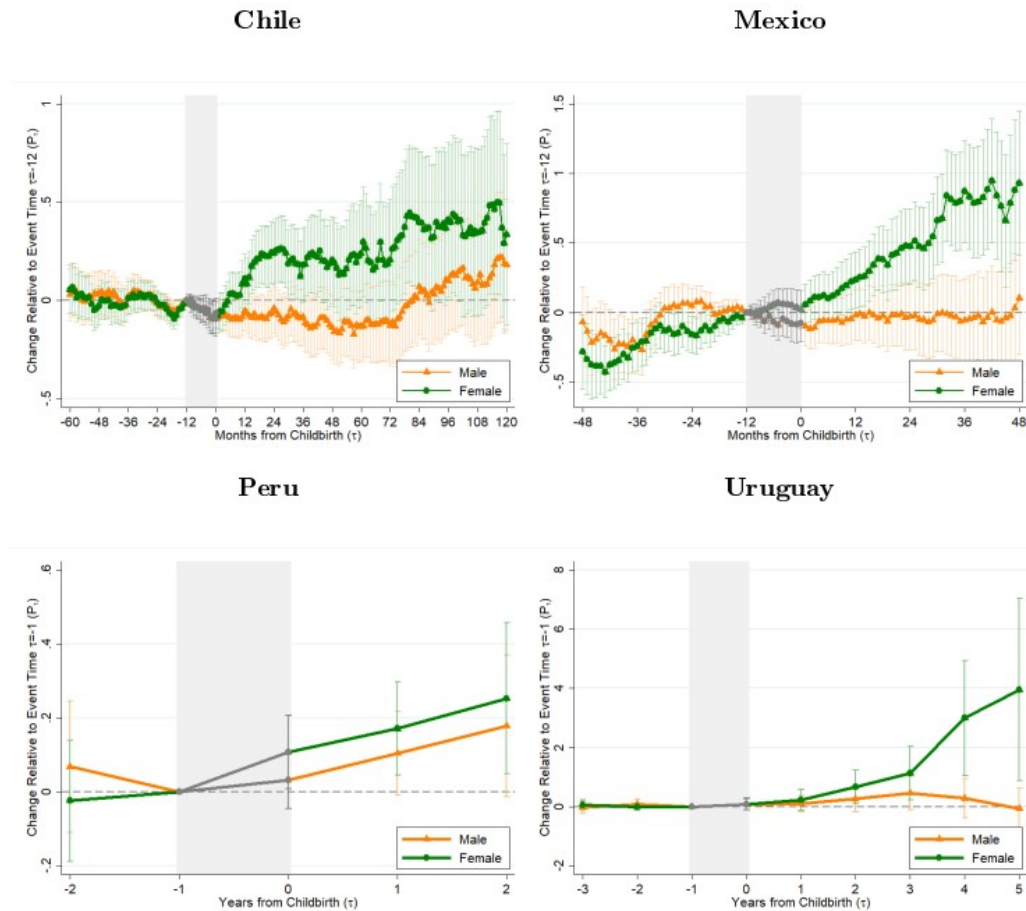 Chile
Change Relative to Event Time τ=-12 (Pτ)
1
.5
0
-.5
Male
Female
-60 -48 -36 -24 -12 0 12 24 36 48 60 72 84 96 108 120
Months from Childbirth (τ)
Mexico
Change Relative to Event Time τ=-12 (Pτ)
1.5
1
.5
0
-.5
Male
Female
-48 -36 -24 -12 0 12 24 36 48
Months from Childbirth (τ)
Peru
Change Relative to Event Time τ=-1 (Pτ)
.6
.4
.2
0
-.2
Male
Female
-2 -1 0 1 2
Years from Childbirth (τ)
Uruguay
Change Relative to Event Time τ=-1 (Pτ)
8
6
4
2
0
-2
Male
Female
-3 -2 -1 0 1 2 3 4 5
Years from Childbirth (τ)